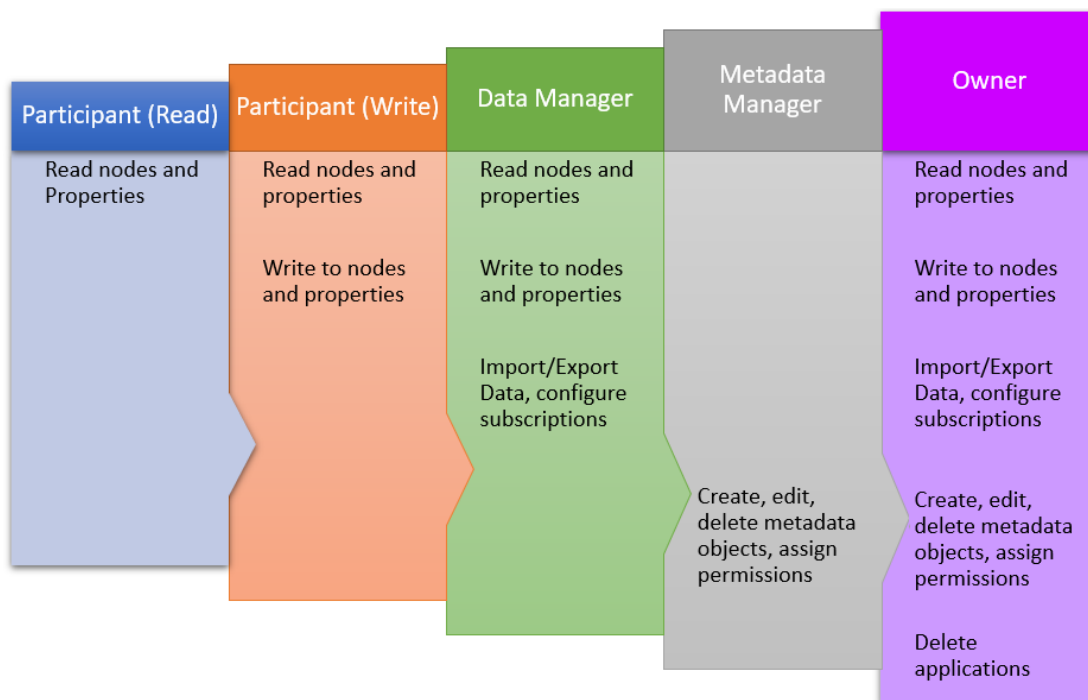 Participant (Read)
Read nodes and
Properties
Participant (Write)
Read nodes and
properties
Write to nodes
and properties
Data Manager
Read nodes and
properties
Write to nodes
and properties
Import/Export
Data, configure
subscriptions
Metadata
Manager
Create, edit,
delete metadata
objects, assign
permissions
Owner
Read nodes and
properties
Write to nodes
and properties
Import/Export
Data, configure
subscriptions
Create, edit,
delete metadata
objects, assign
permissions
Delete
applications